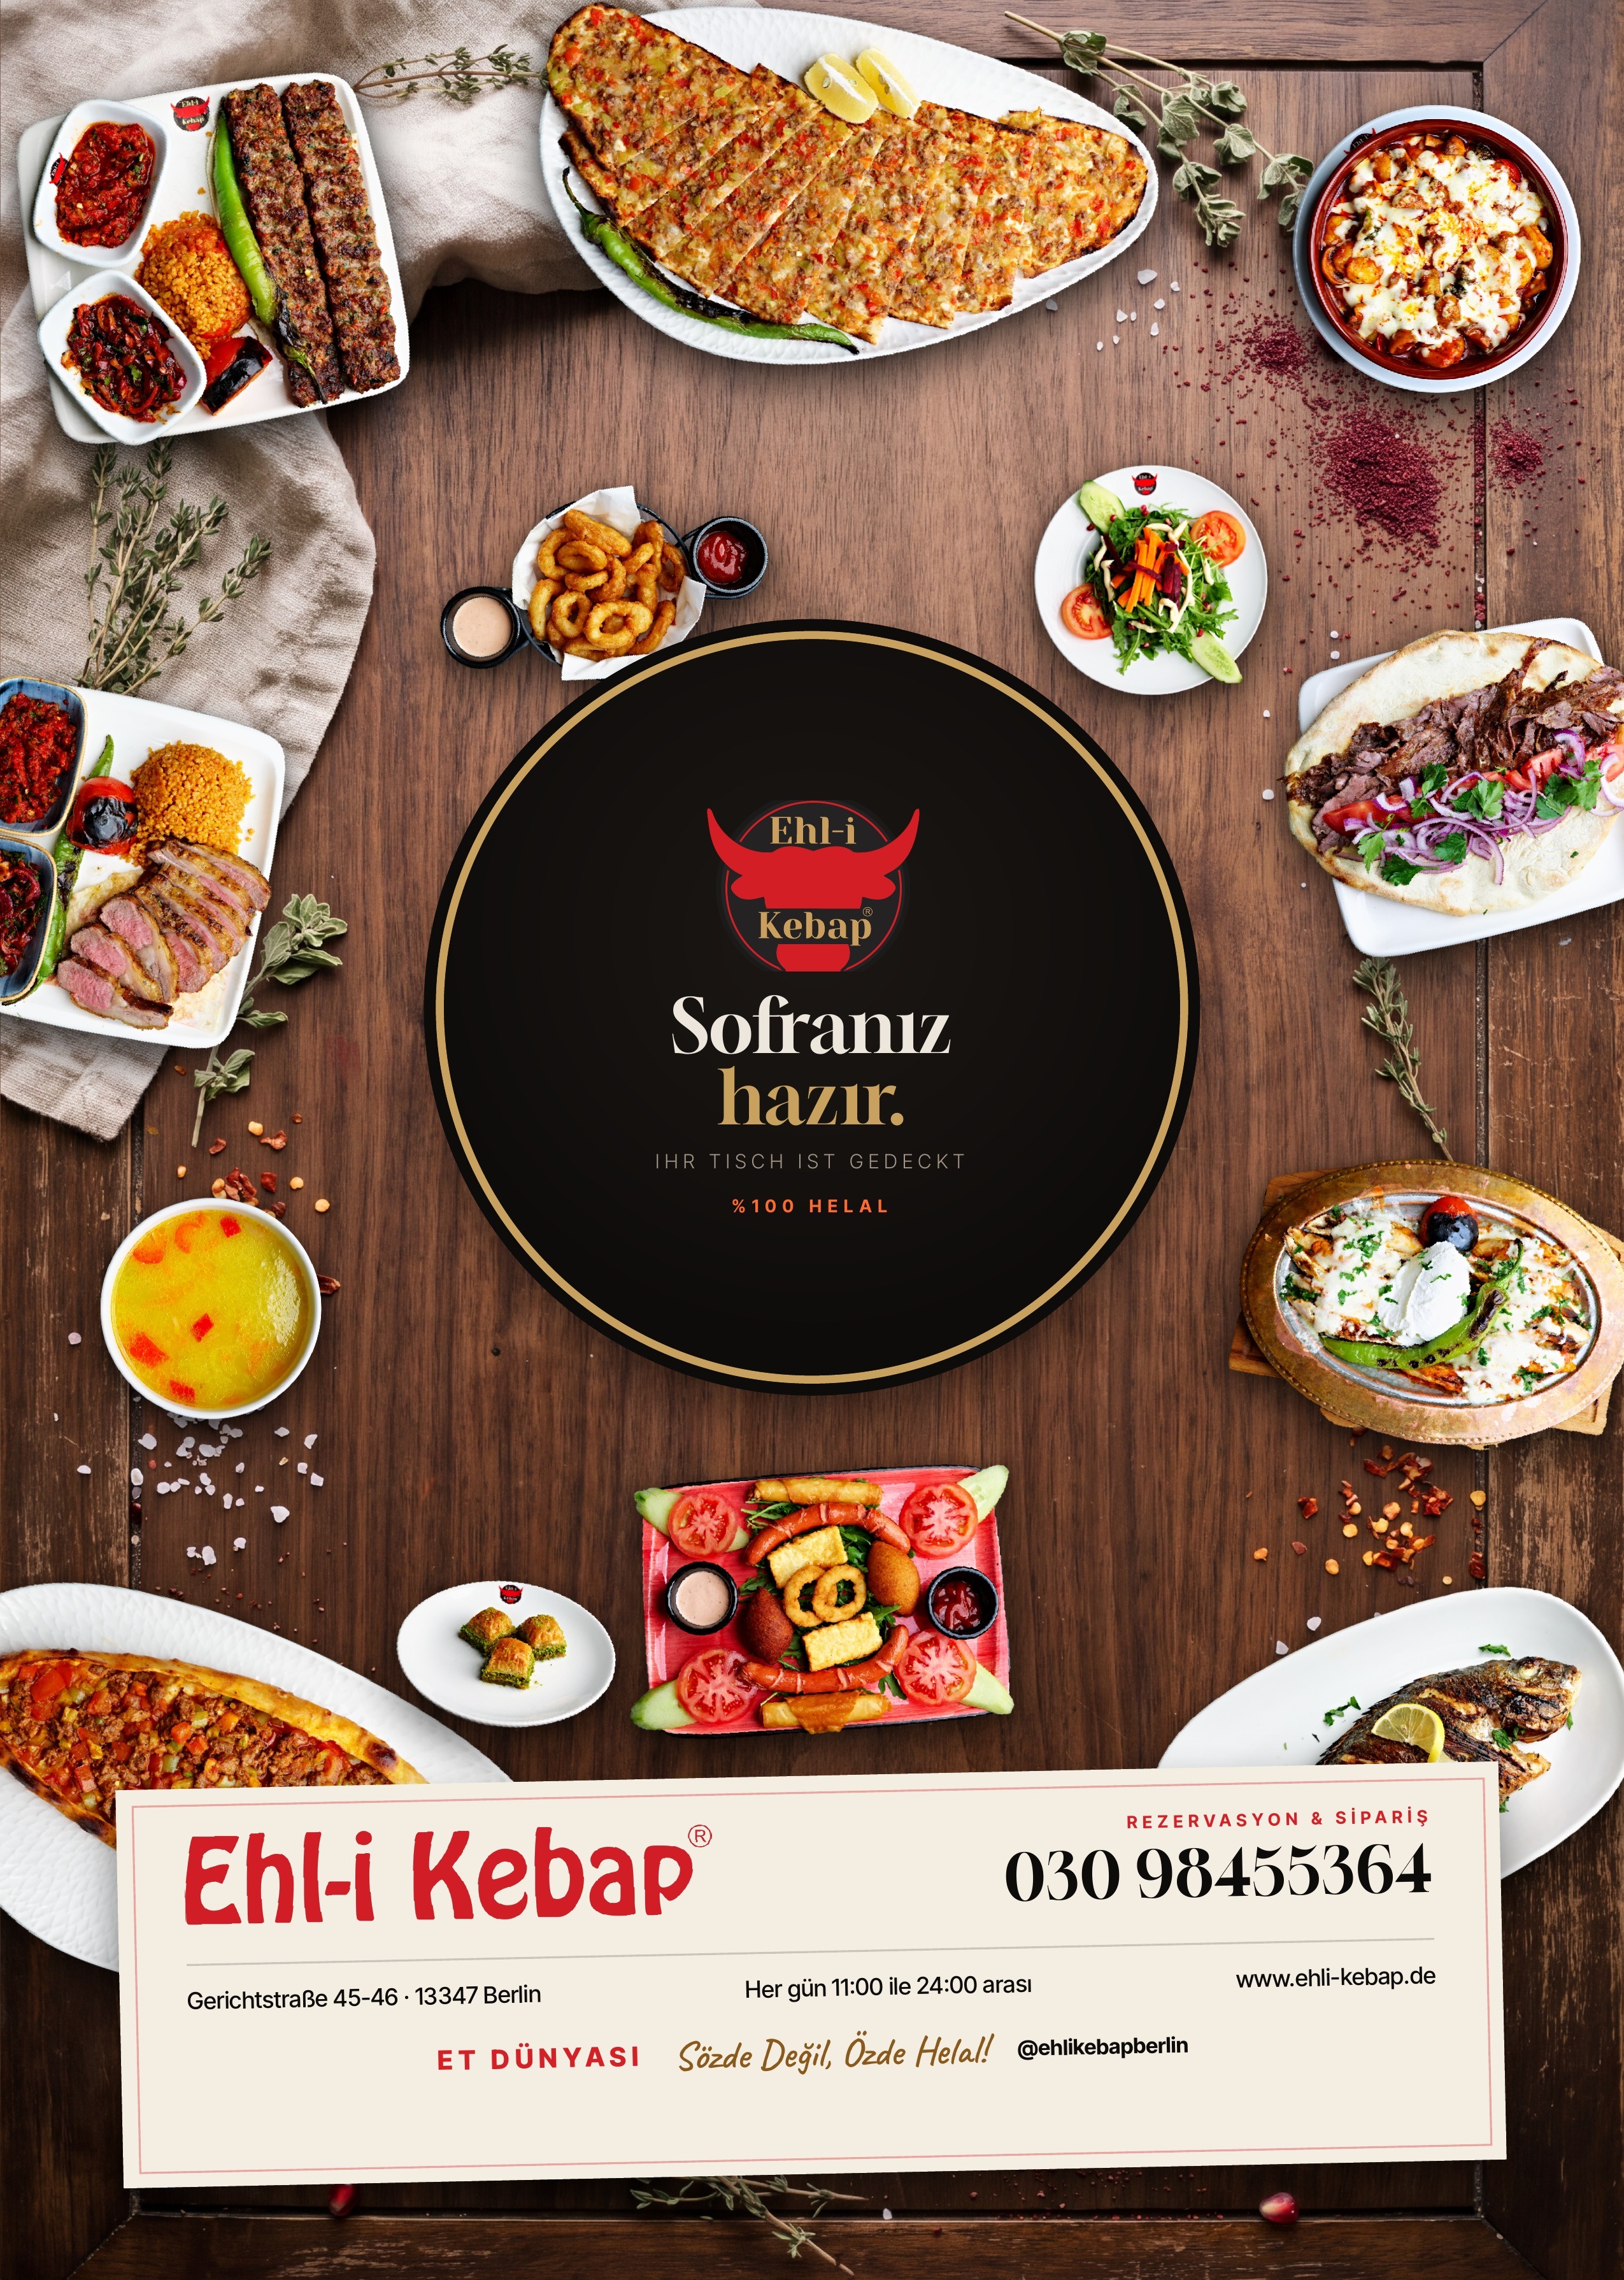 Ehl-i
Kebap®
Sofranız
hazır.
IHR TISCH IST GEDECKT
%100 HELAL
Ehl-i Kebap®
REZERVASYON & SİPARİŞ
030 98455364
Gerichtstraße 45-46 · 13347 Berlin
Her gün 11:00 ile 24:00 arası
www.ehli-kebap.de
ET DÜNYASI
Sözde Değil, Özde Helal!
@ehlikebapberlin